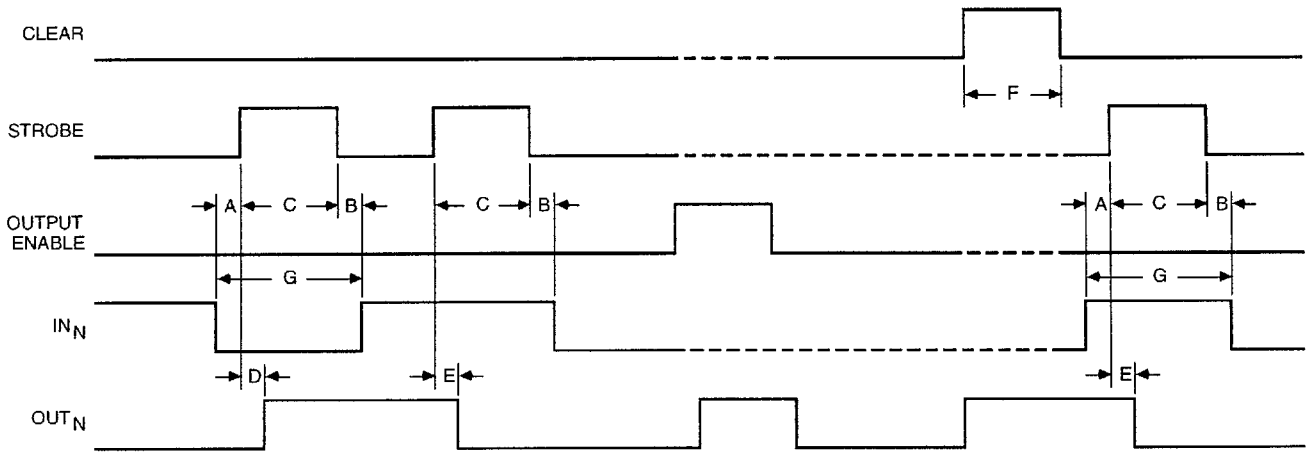 CLEAR
F
STROBE
A C B C B A C B
OUTPUT
ENABLE
G G
IN_N
D E E
OUT_N